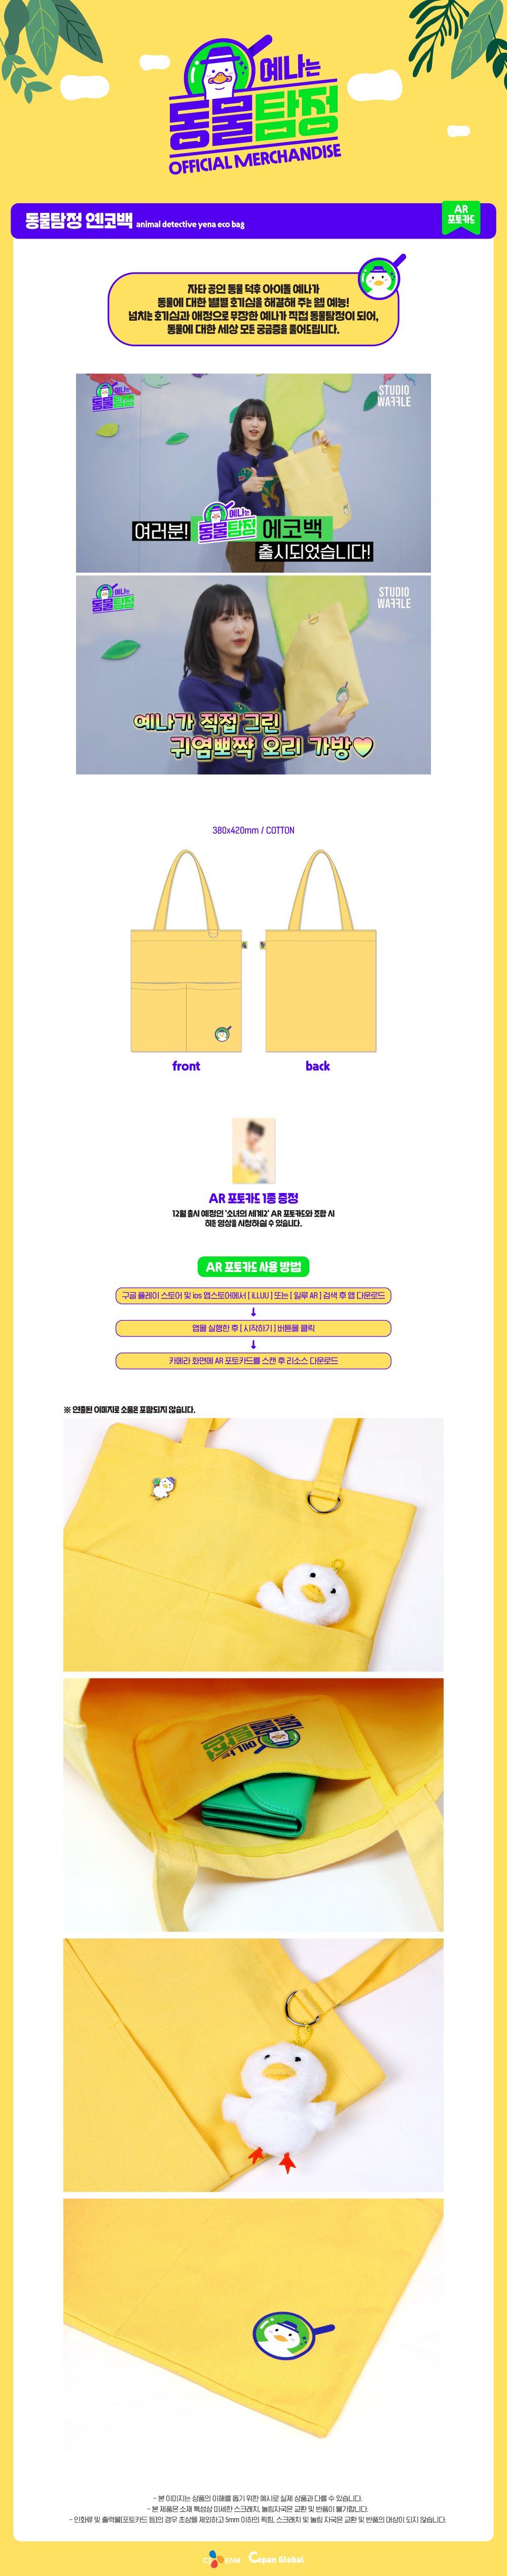 예나는
동물탐정
OFFICIAL MERCHANDISE
동물탐정 옌코백 animal detective yena eco bag
AR
포토카드
자타 공인 동물 덕후 아이돌 예나가
동물에 대한 별별 호기심을 해결해 주는 웹 예능!
넘치는 호기심과 애정으로 무장한 예나가 직접 동물탐정이 되어,
동물에 대한 세상 모든 궁금증을 풀어드립니다.
예나는
동물탐정
STUDIO
WAFFLE
여러분!
예나는
동물탐정
에코백
출시되었습니다!
예나는
동물탐정
STUDIO
WAFFLE
예나가 직접 그린
귀염뽀짝 오리 가방♡
380x420mm / COTTON
front
back
AR 포토카드 1종 증정
12월 출시 예정인 '소녀의 세계2' AR 포토카드와 조합 시
히든 영상을 시청하실 수 있습니다.
AR 포토카드 사용 방법
구글 플레이 스토어 및 ios 앱스토어에서 [ iLLUU ] 또는 [ 일루 AR ] 검색 후 앱 다운로드
앱을 실행한 후 [ 시작하기 ] 버튼을 클릭
카메라 화면에 AR 포토카드를 스캔 후 리소스 다운로드
※ 연출된 이미지로 소품은 포함되지 않습니다.
예나는
동물탐정
- 본 이미지는 상품의 이해를 돕기 위한 예시로 실제 상품과 다를 수 있습니다.
- 본 제품은 소재 특성상 미세한 스크래치, 눌림자국은 교환 및 반품이 불가합니다.
- 인화류 및 출력물(포토카드 등)인 경우 초상을 제외하고 5mm 이하의 찍힘, 스크래치 및 눌림 자국은 교환 및 반품의 대상이 되지 않습니다.
CJ ENM
Copan Global